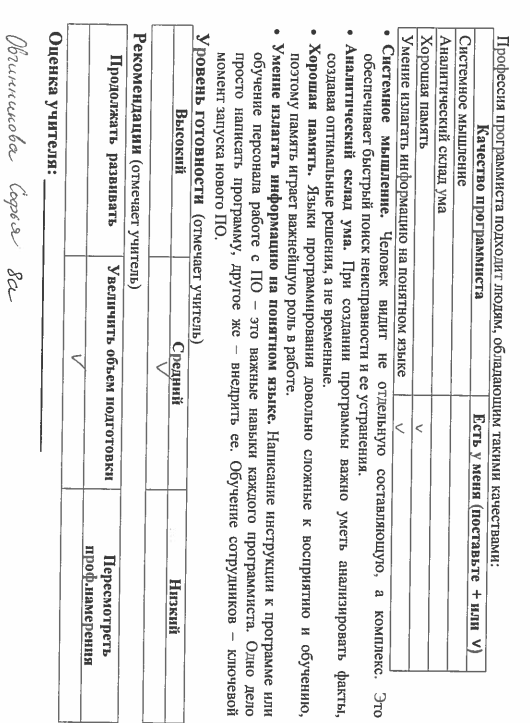 Профессия программиста подходит людям, обладающим такими качествами:
Качество программиста Есть у меня (поставьте + или V)
Системное мышление
Аналитический склад ума
Хорошая память ✓
Умение излагать информацию на понятном языке ✓
• Системное мышление. Человек видит не отдельную составляющую, а комплекс. Это
обеспечивает быстрый поиск неисправности и ее устранения.
• Аналитический склад ума. При создании программы важно уметь анализировать факты,
создавая оптимальные решения, а не временные.
• Хорошая память. Языки программирования довольно сложные к восприятию и обучению,
поэтому память играет важнейшую роль в работе.
• Умение излагать информацию на понятном языке. Написание инструкции к программе или
обучение персонала работе с ПО – это важные навыки каждого программиста. Одно дело
просто написать программу, другое же – внедрить ее. Обучение сотрудников – ключевой
момент запуска нового ПО.
Уровень готовности (отмечает учитель)
Высокий Средний Низкий
✓
Рекомендации (отмечает учитель)
Продолжать развивать Увеличить объем подготовки Пересмотреть
проф.намерения
✓
Оценка учителя:
Овчинникова Софья 8а